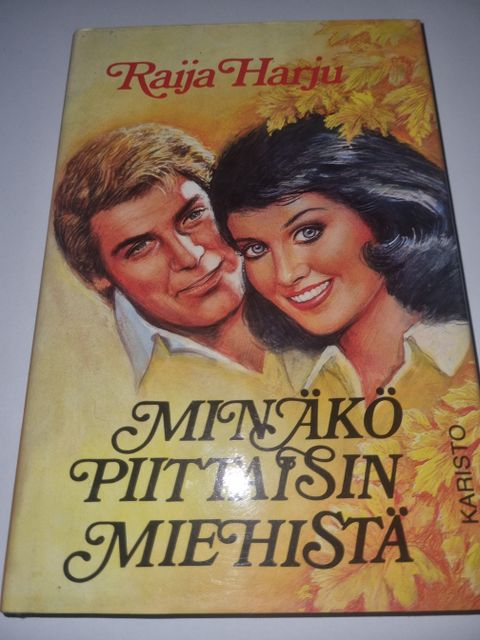 Raija Harju
MINÄKÖ
PIITTAISIN
MIEHISTÄ
KARISTO